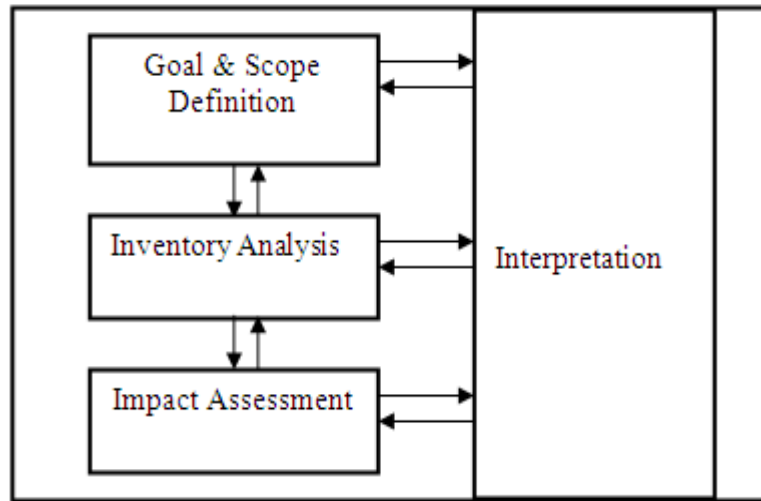 Goal & Scope
Definition
Inventory Analysis
Interpretation
Impact Assessment